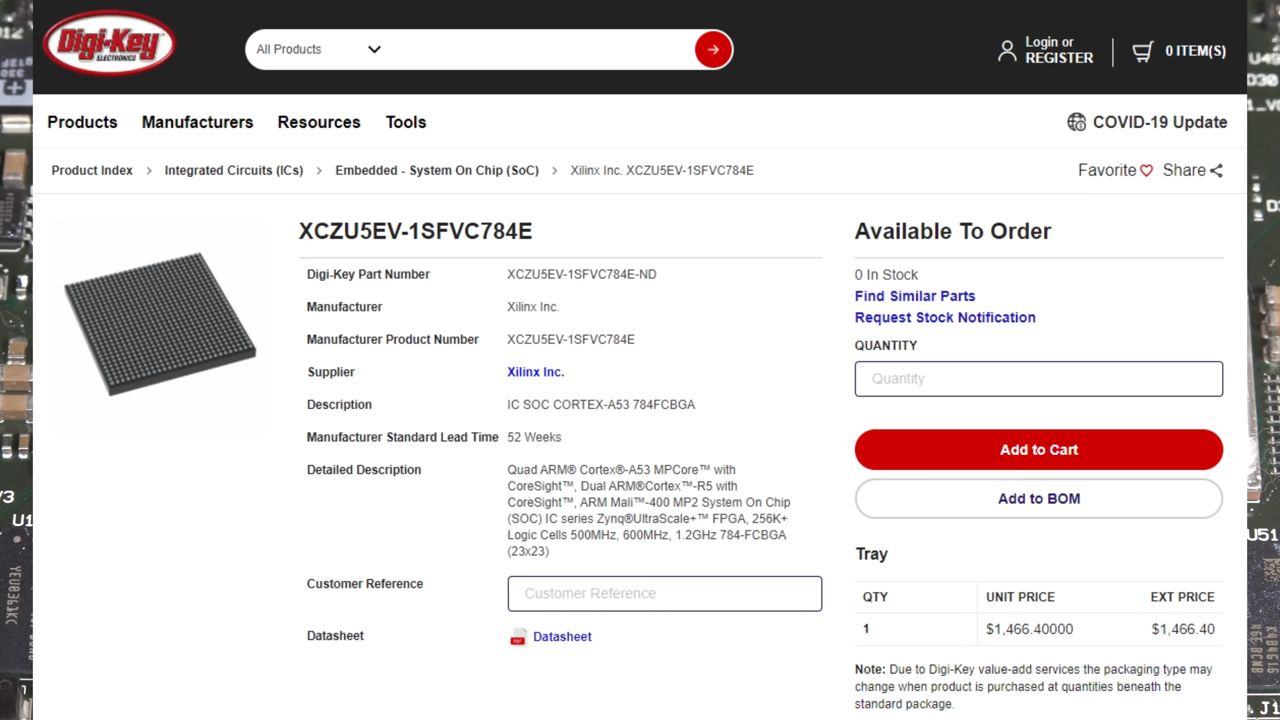 Digi-Key
ELECTRONICS
All Products
Login or
REGISTER
0 ITEM(S)
Products
Manufacturers
Resources
Tools
COVID-19 Update
Product Index
Integrated Circuits (ICs)
Embedded - System On Chip (SoC)
Xilinx Inc. XCZU5EV-1SFVC784E
Favorite
Share
XCZU5EV-1SFVC784E
Digi-Key Part Number XCZU5EV-1SFVC784E-ND
Manufacturer Xilinx Inc.
Manufacturer Product Number XCZU5EV-1SFVC784E
Supplier Xilinx Inc.
Description IC SOC CORTEX-A53 784FCBGA
Manufacturer Standard Lead Time 52 Weeks
Detailed Description Quad ARM® Cortex®-A53 MPCore™ with
CoreSight™, Dual ARM®Cortex™-R5 with
CoreSight™, ARM Mali™-400 MP2 System On Chip
(SOC) IC series Zynq®UltraScale+™ FPGA, 256K+
Logic Cells 500MHz, 600MHz, 1.2GHz 784-FCBGA
(23x23)
Customer Reference Customer Reference
Datasheet Datasheet
Available To Order
0 In Stock
Find Similar Parts
Request Stock Notification
QUANTITY
Quantity
Add to Cart
Add to BOM
Tray
QTY UNIT PRICE EXT PRICE
1 $1,466.40000 $1,466.40
Note: Due to Digi-Key value-add services the packaging type may
change when product is purchased at quantities beneath the
standard package.
U51